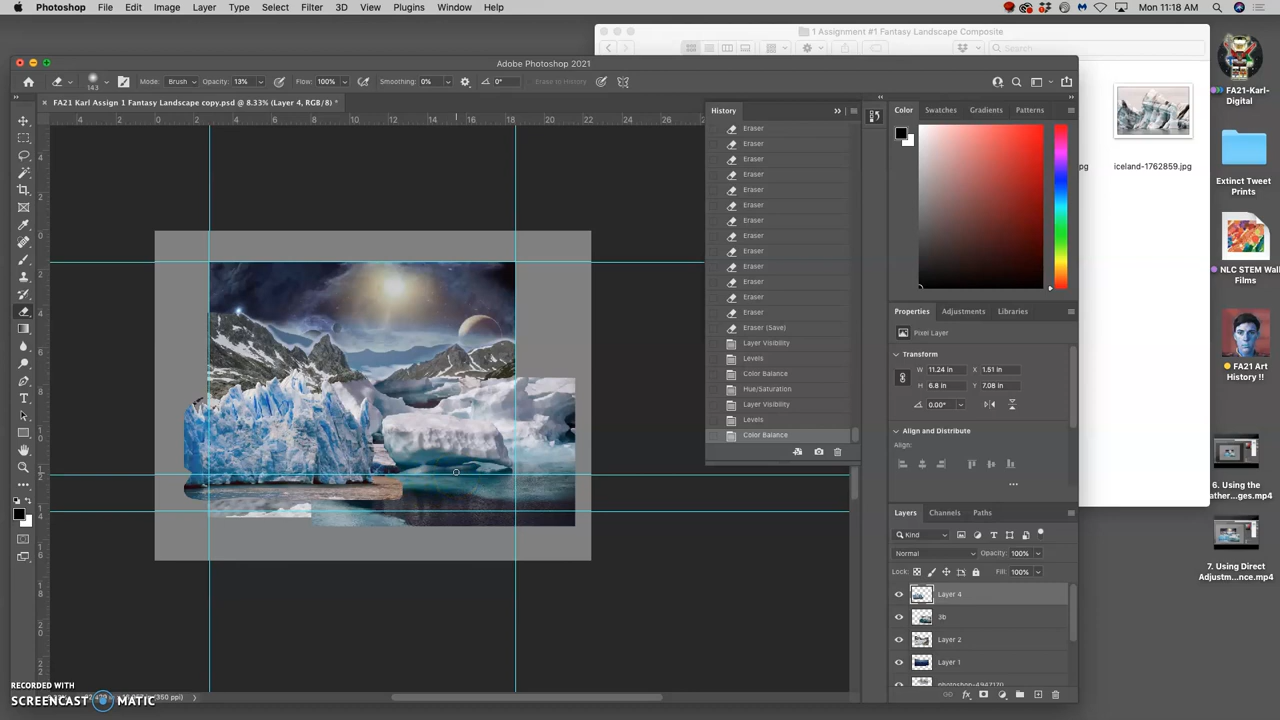 Photoshop File Edit Image Layer Type Select Filter 3D View Plugins Window Help Mon 11:18 AM
1 Assignment #1 Fantasy Landscape Composite
Search
Adobe Photoshop 2021
143 Mode: Brush Opacity: 13% Flow: 100% Smoothing: 0% 0° Erase to History
FA21 Karl Assign 1 Fantasy Landscape copy.psd @ 8.33% (Layer 4, RGB/8) *
History
Eraser
Eraser
Eraser
Eraser
Eraser
Eraser
Eraser
Eraser
Eraser
Eraser
Eraser
Eraser
Eraser
Eraser (Save)
Layer Visibility
Levels
Color Balance
Hue/Saturation
Layer Visibility
Levels
Color Balance
Color Swatches Gradients Patterns
Properties Adjustments Libraries
Pixel Layer
Transform
W 11.24 in X 1.51 in
H 6.8 in Y 7.08 in
0.00°
Align and Distribute
Align:
Layers Channels Paths
Kind
Normal Opacity: 100%
Lock: Fill: 100%
Layer 4
3b
Layer 2
Layer 1
pg iceland-1762859.jpg
FA21-Karl-
Digital
Extinct Tweet
Prints
NLC STEM Wall
Films
FA21 Art
History !!
6. Using the
7. Using Direct
RECORDED WITH
SCREENCAST MATIC